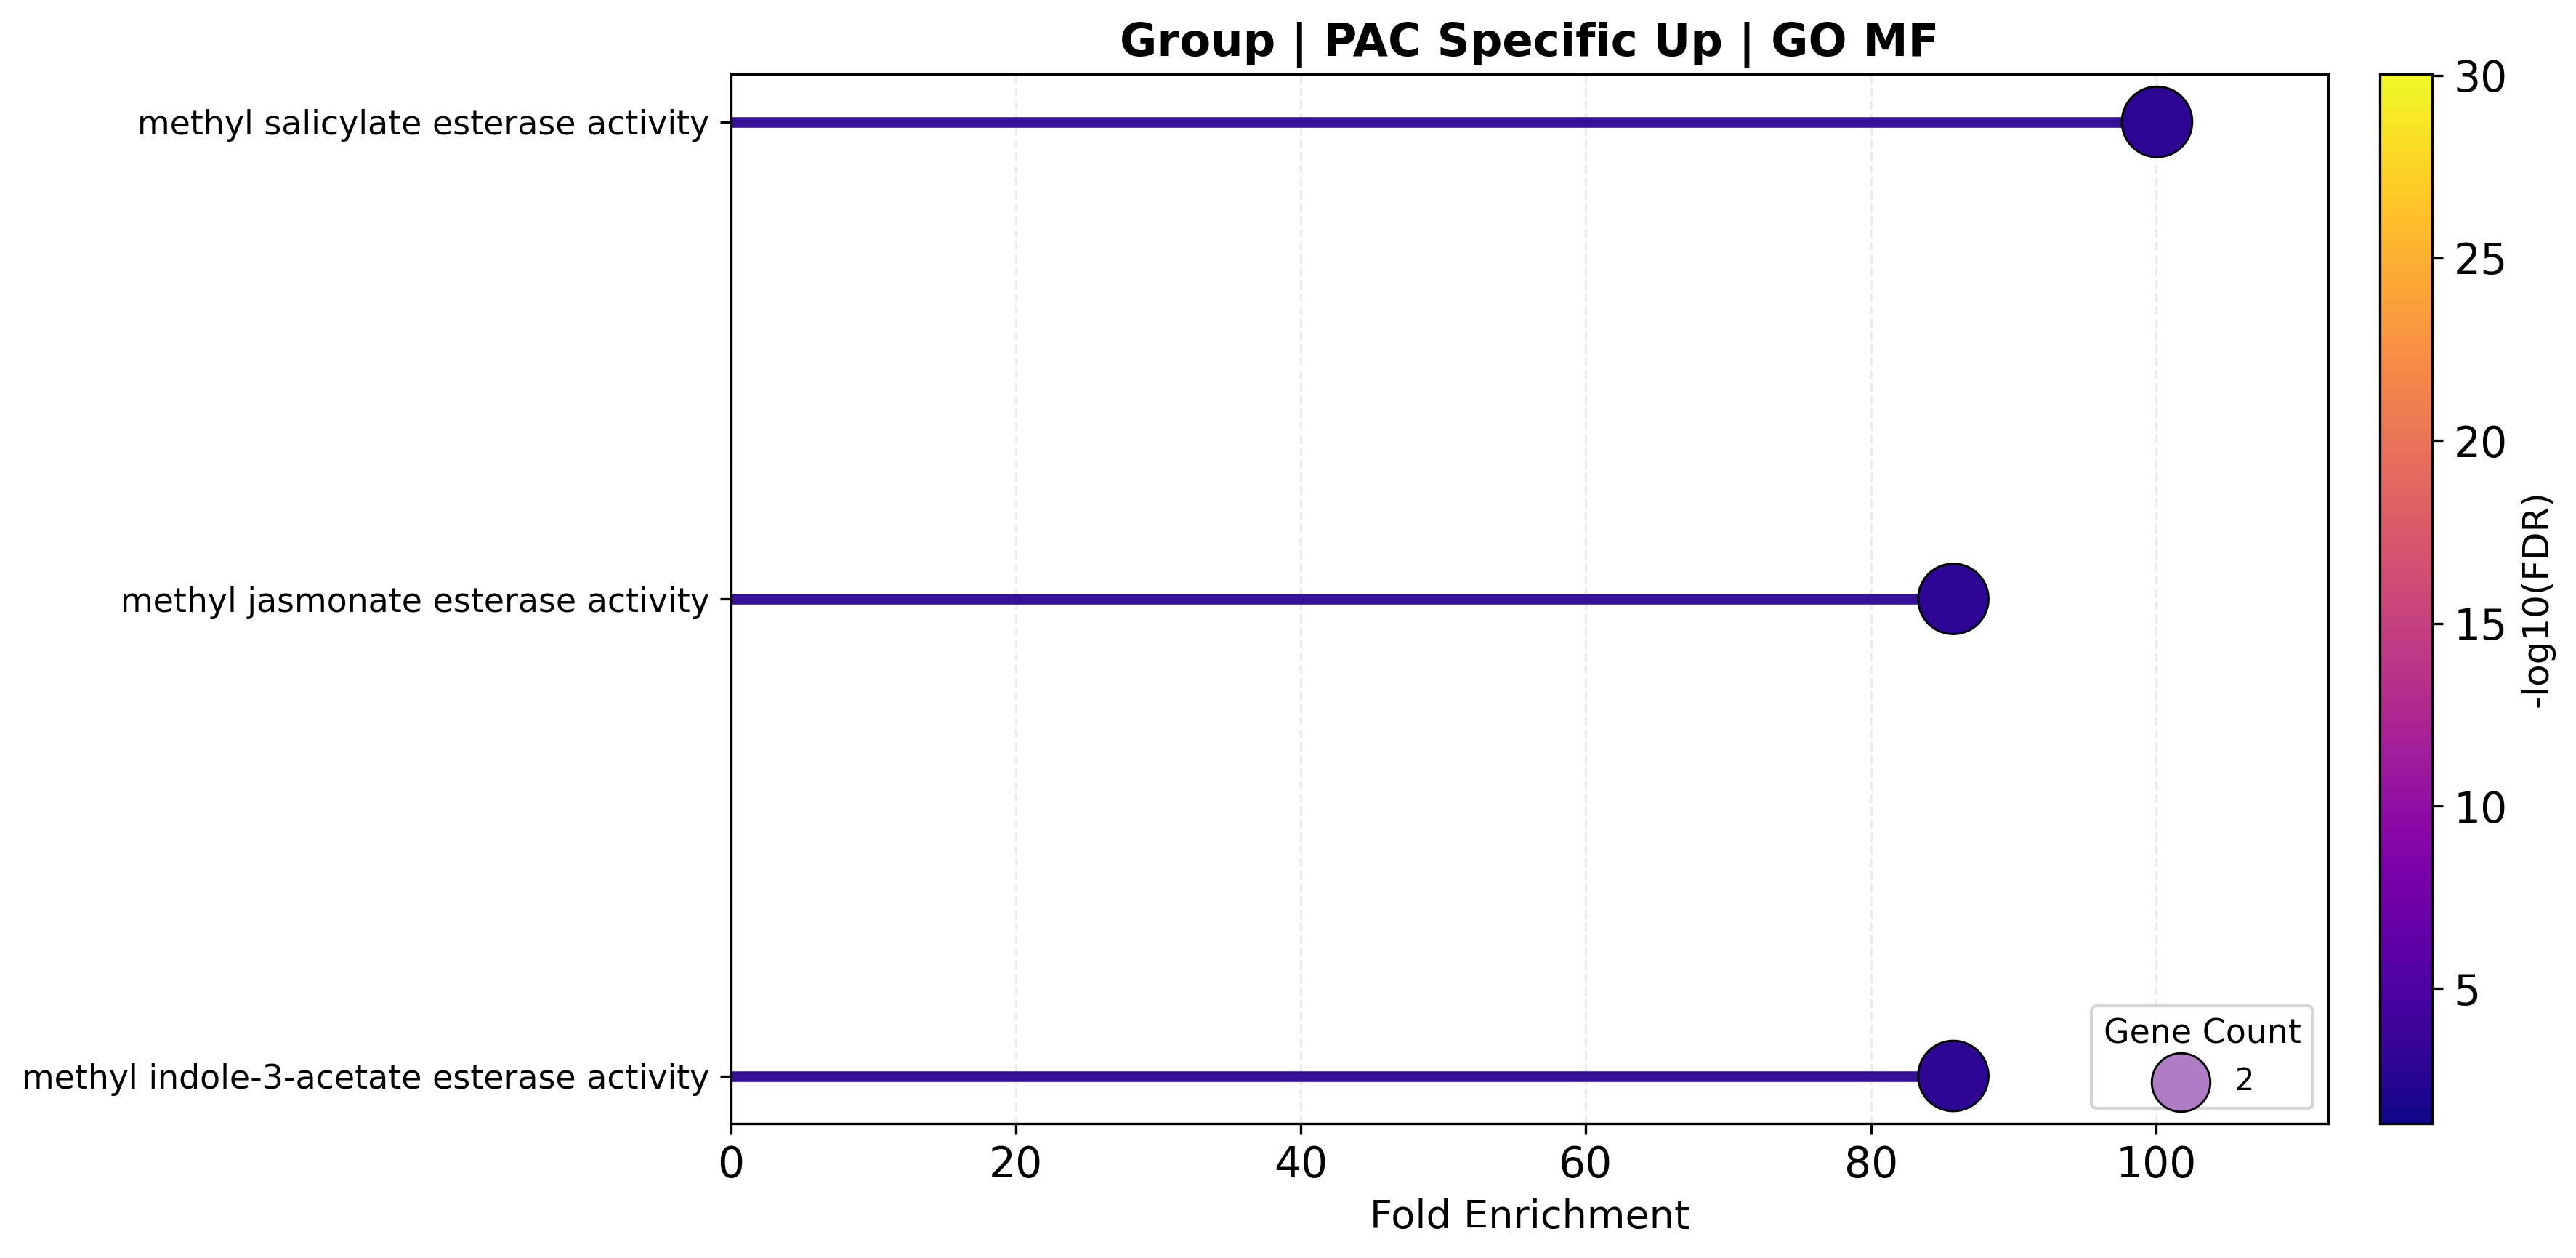 Group | PAC Specific Up | GO MF
methyl salicylate esterase activity
methyl jasmonate esterase activity
methyl indole-3-acetate esterase activity
0 20 40 60 80 100
Fold Enrichment
Gene Count
2
30
25
20
15
10
5
-log10(FDR)